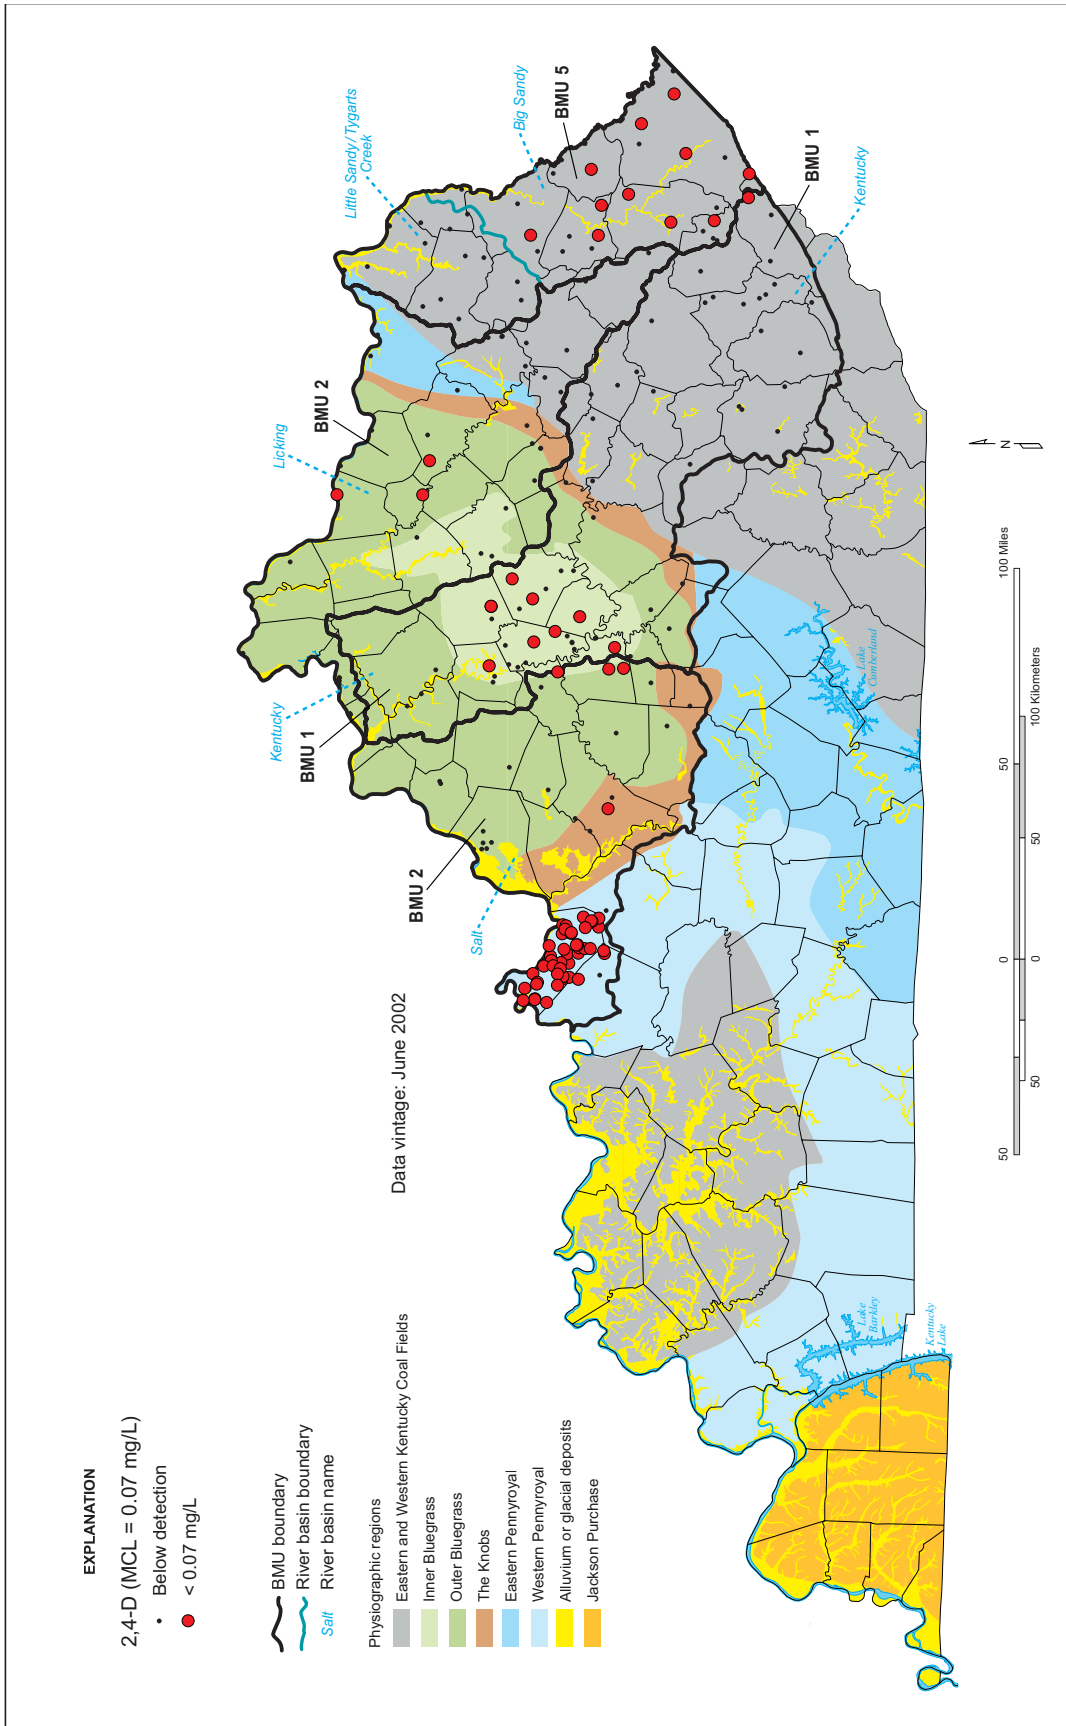 EXPLANATION
2,4-D (MCL = 0.07 mg/L)
Below detection
< 0.07 mg/L
BMU boundary
River basin boundary
Salt River basin name
Physiographic regions
Eastern and Western Kentucky Coal Fields
Inner Bluegrass
Outer Bluegrass
The Knobs
Eastern Pennyroyal
Western Pennyroyal
Alluvium or glacial deposits
Jackson Purchase
Data vintage: June 2002
Salt
BMU 2
BMU 1
Kentucky
Licking
BMU 2
Little Sandy/Tygarts
Creek
Big Sandy
BMU 5
BMU 1
Kentucky
Lake
Cumberland
Lake
Barkley
Kentucky
Lake
N
50 0 50 100 Miles
50 0 50 100 Kilometers